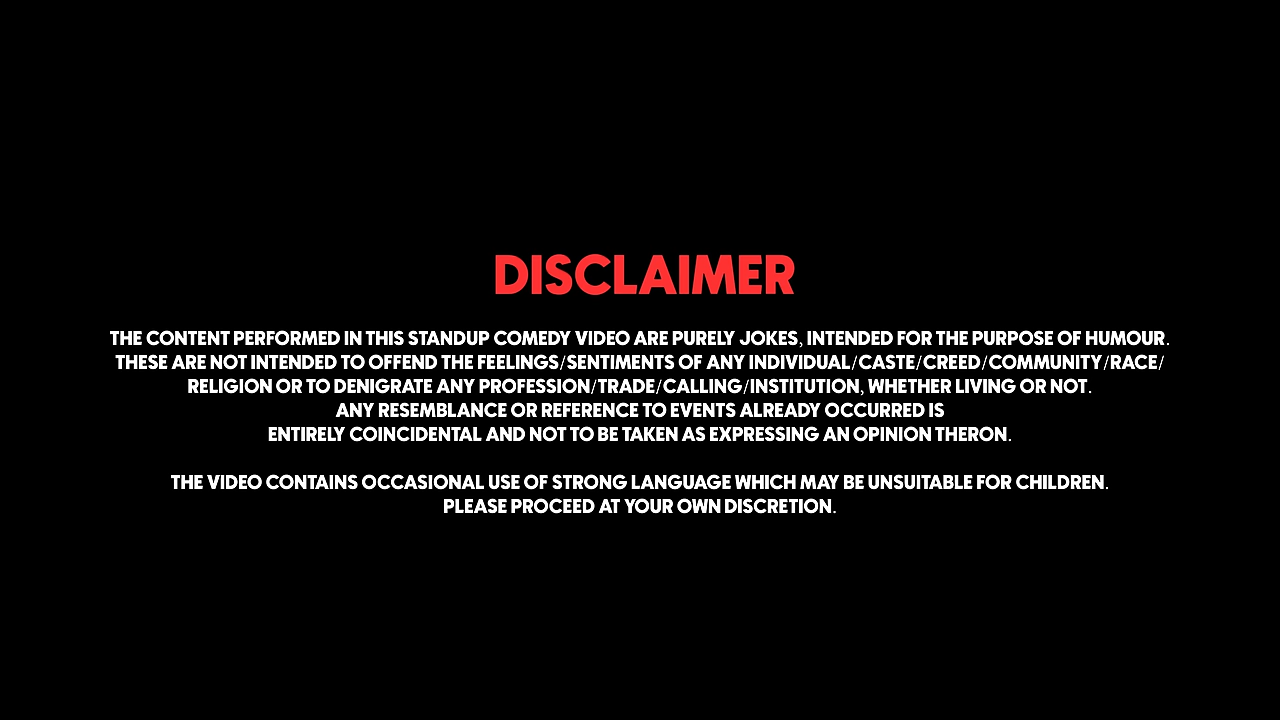 DISCLAIMER
THE CONTENT PERFORMED IN THIS STANDUP COMEDY VIDEO ARE PURELY JOKES, INTENDED FOR THE PURPOSE OF HUMOUR.
THESE ARE NOT INTENDED TO OFFEND THE FEELINGS/SENTIMENTS OF ANY INDIVIDUAL/CASTE/CREED/COMMUNITY/RACE/
RELIGION OR TO DENIGRATE ANY PROFESSION/TRADE/CALLING/INSTITUTION, WHETHER LIVING OR NOT.
ANY RESEMBLANCE OR REFERENCE TO EVENTS ALREADY OCCURRED IS
ENTIRELY COINCIDENTAL AND NOT TO BE TAKEN AS EXPRESSING AN OPINION THERON.
THE VIDEO CONTAINS OCCASIONAL USE OF STRONG LANGUAGE WHICH MAY BE UNSUITABLE FOR CHILDREN.
PLEASE PROCEED AT YOUR OWN DISCRETION.